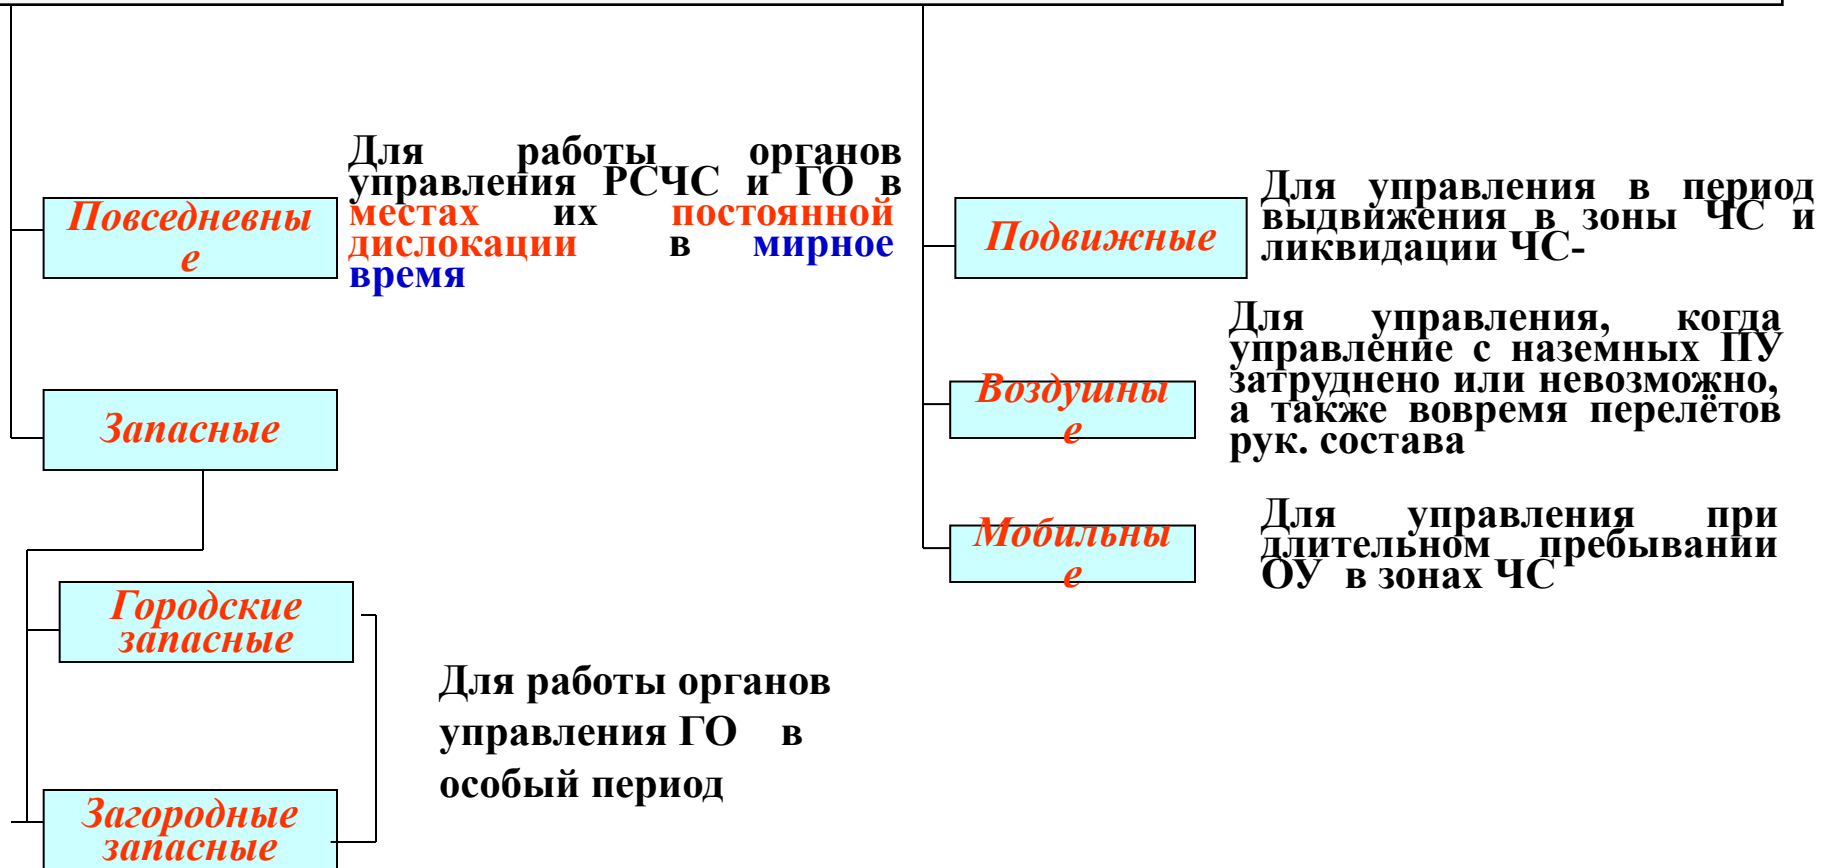 Повседневны
е
Для работы органов
управления РСЧС и ГО в
местах их постоянной
дислокации в мирное
время
Запасные
Городские
запасные
Загородные
запасные
Для работы органов
управления ГО в
особый период
Подвижные
Для управления в период
выдвижения в зоны ЧС и
ликвидации ЧС-
Воздушны
е
Для управления, когда
управление с наземных ПУ
затруднено или невозможно,
а также вовремя перелётов
рук. состава
Мобильны
е
Для управления при
длительном пребывании
ОУ в зонах ЧС